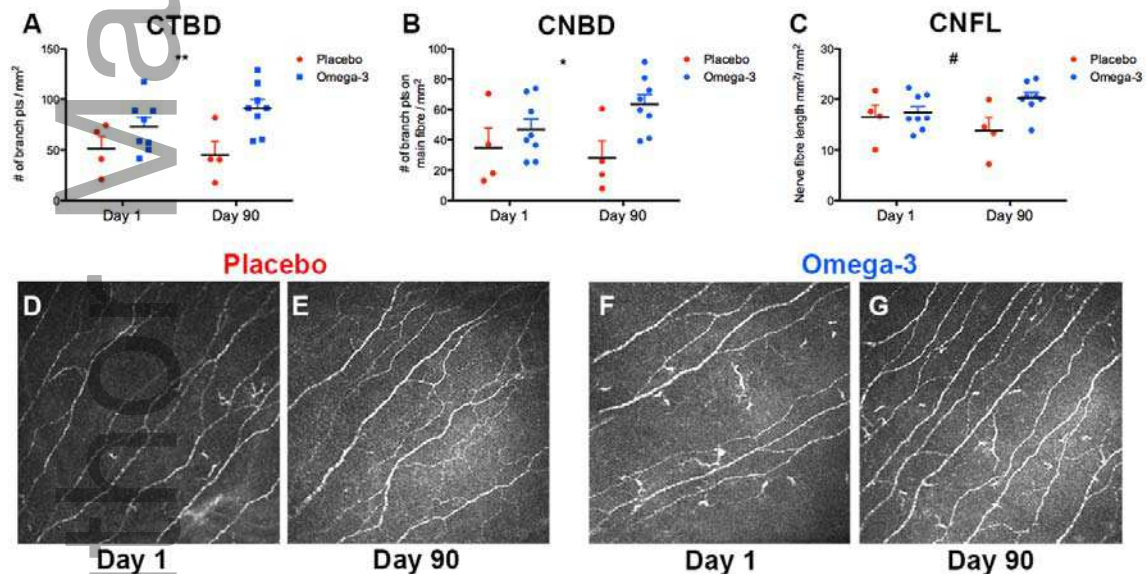 A CTBD
# of branch pts / mm²
150
100
50
0
**
Placebo
Omega-3
Day 1 Day 90
B CNBD
# of branch pts on
main fibre / mm²
100
80
60
40
20
0
*
Placebo
Omega-3
Day 1 Day 90
C CNFL
Nerve fibre length mm²/mm²
30
20
10
0
#
Placebo
Omega-3
Day 1 Day 90
Placebo
Omega-3
D E F G
Day 1 Day 90 Day 1 Day 90